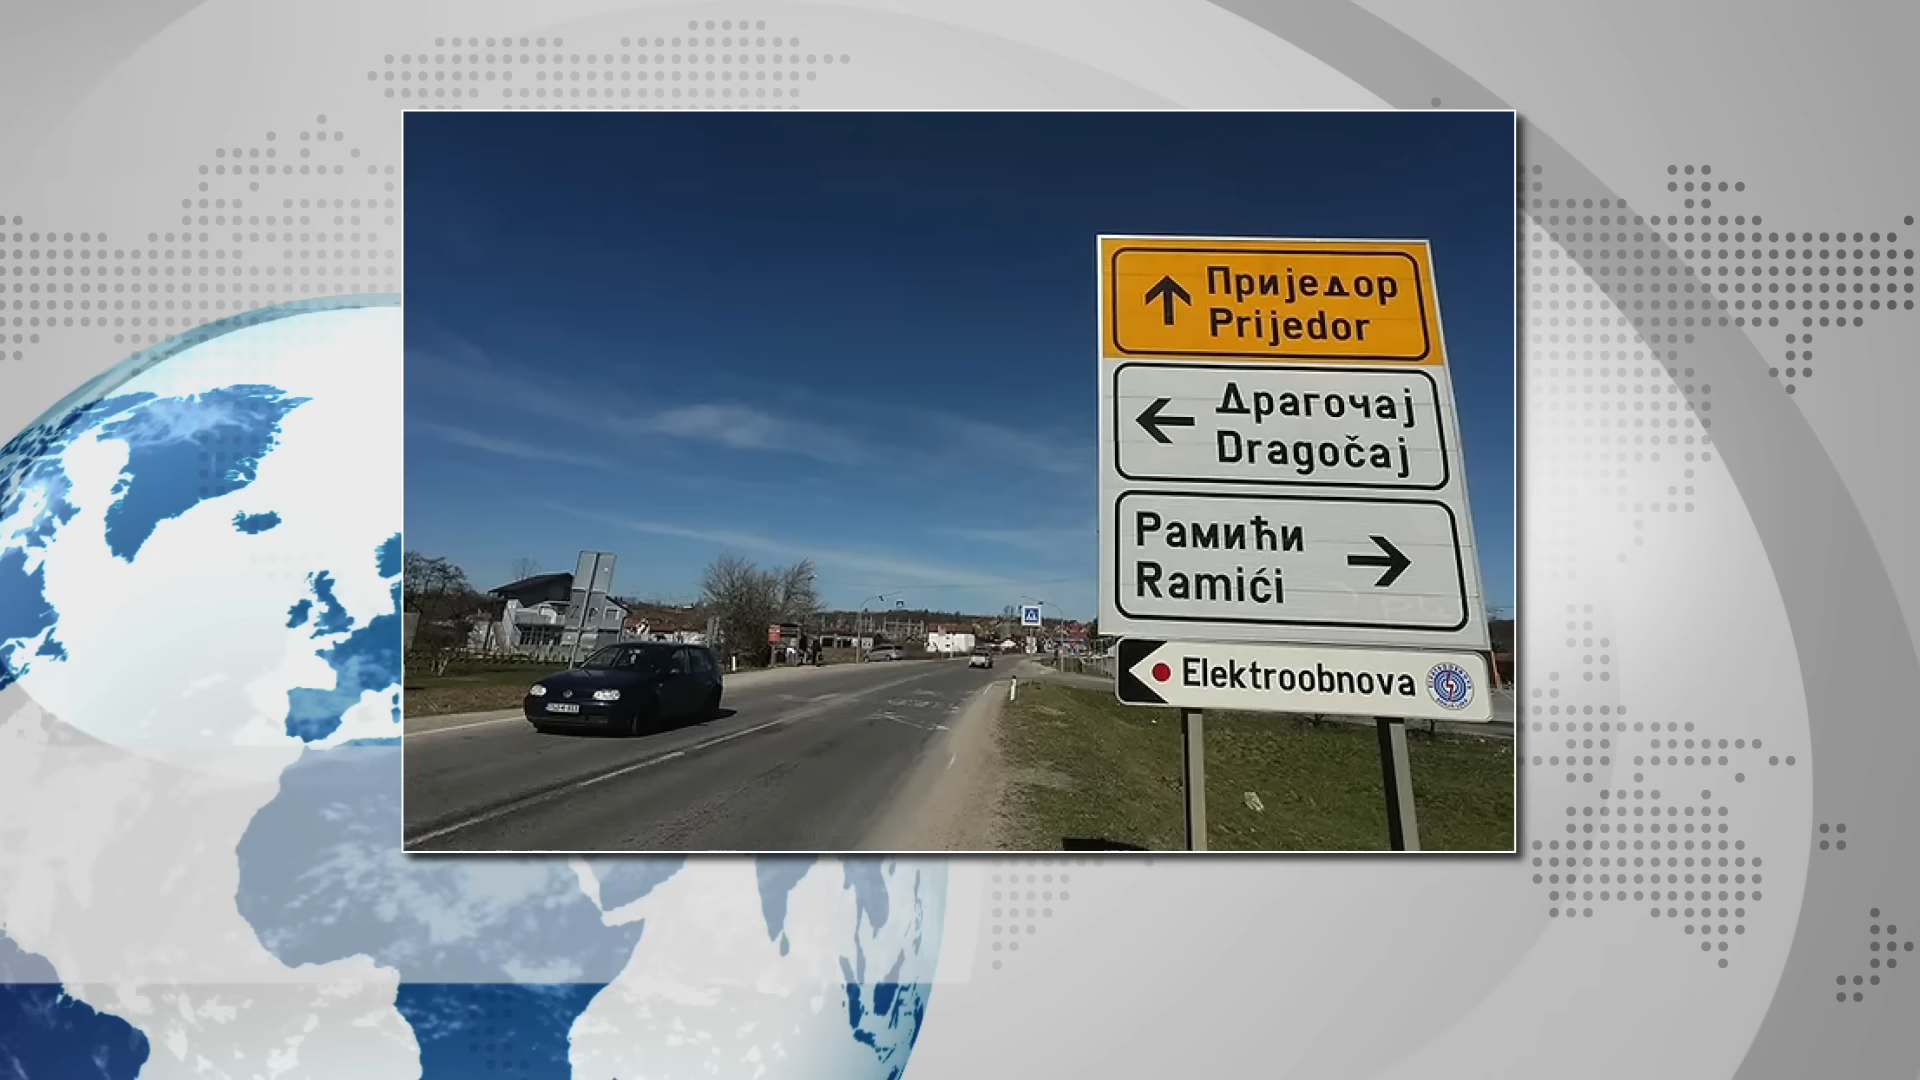 Приједор
Prijedor
Драгочај
Dragočaj
Рамићи
Ramići
Elektroobnova